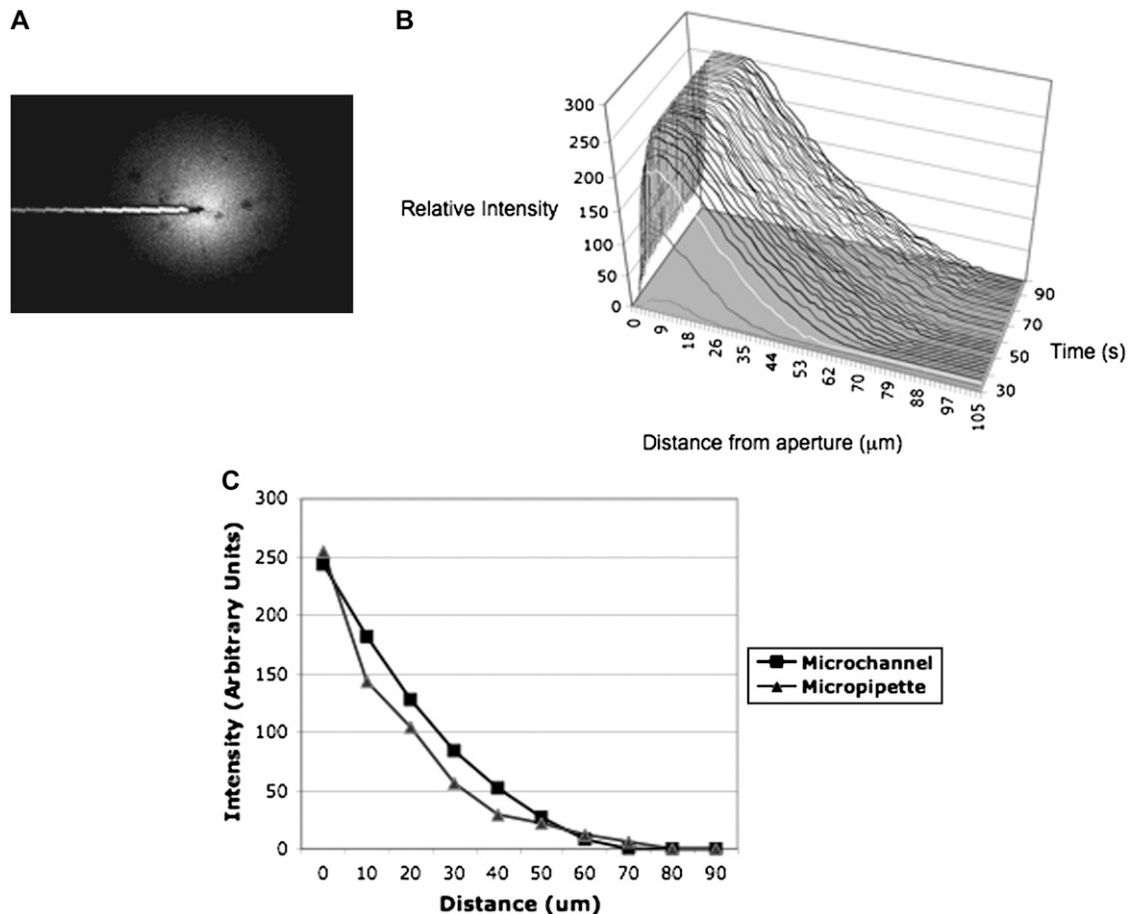 A
B
300
250
200
150
100
50
0
Relative Intensity
0
9
18
26
35
44
53
62
70
79
88
97
105
Distance from aperture (μm)
90
70
50
30
Time (s)
C
300
250
200
150
100
50
0
Intensity (Arbitrary Units)
0 10 20 30 40 50 60 70 80 90
Distance (um)
Microchannel
Micropipette